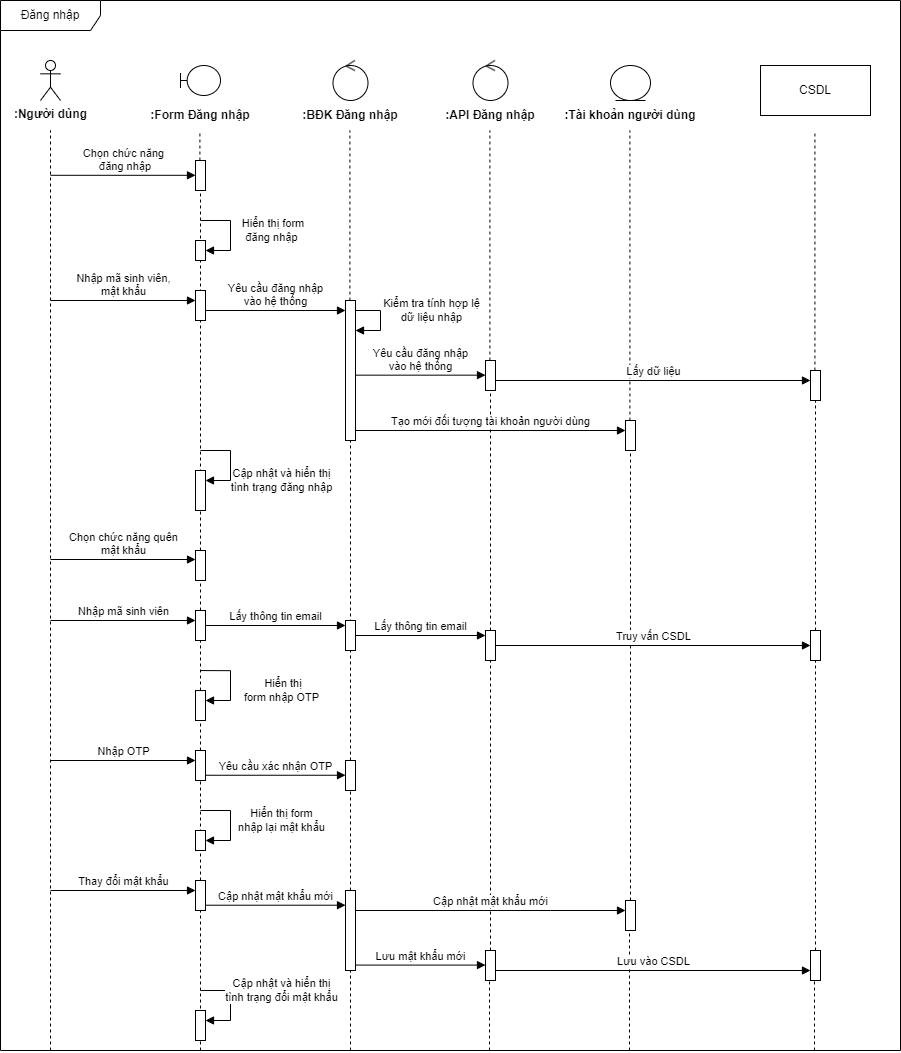 Đăng nhập
:Người dùng
:Form Đăng nhập
:BĐK Đăng nhập
:API Đăng nhập
:Tài khoản người dùng
CSDL
Chọn chức năng
đăng nhập
Hiển thị form
đăng nhập
Nhập mã sinh viên,
mật khẩu
Yêu cầu đăng nhập
vào hệ thống
Kiểm tra tính hợp lệ
dữ liệu nhập
Yêu cầu đăng nhập
vào hệ thống
Lấy dữ liệu
Tạo mới đối tượng tài khoản người dùng
Cập nhật và hiển thị
tình trạng đăng nhập
Chọn chức năng quên
mật khẩu
Nhập mã sinh viên
Lấy thông tin email
Lấy thông tin email
Truy vấn CSDL
Hiển thị
form nhập OTP
Nhập OTP
Yêu cầu xác nhận OTP
Hiển thị form
nhập lại mật khẩu
Thay đổi mật khẩu
Cập nhật mật khẩu mới
Cập nhật mật khẩu mới
Lưu mật khẩu mới
Lưu vào CSDL
Cập nhật và hiển thị
tình trạng đổi mật khẩu